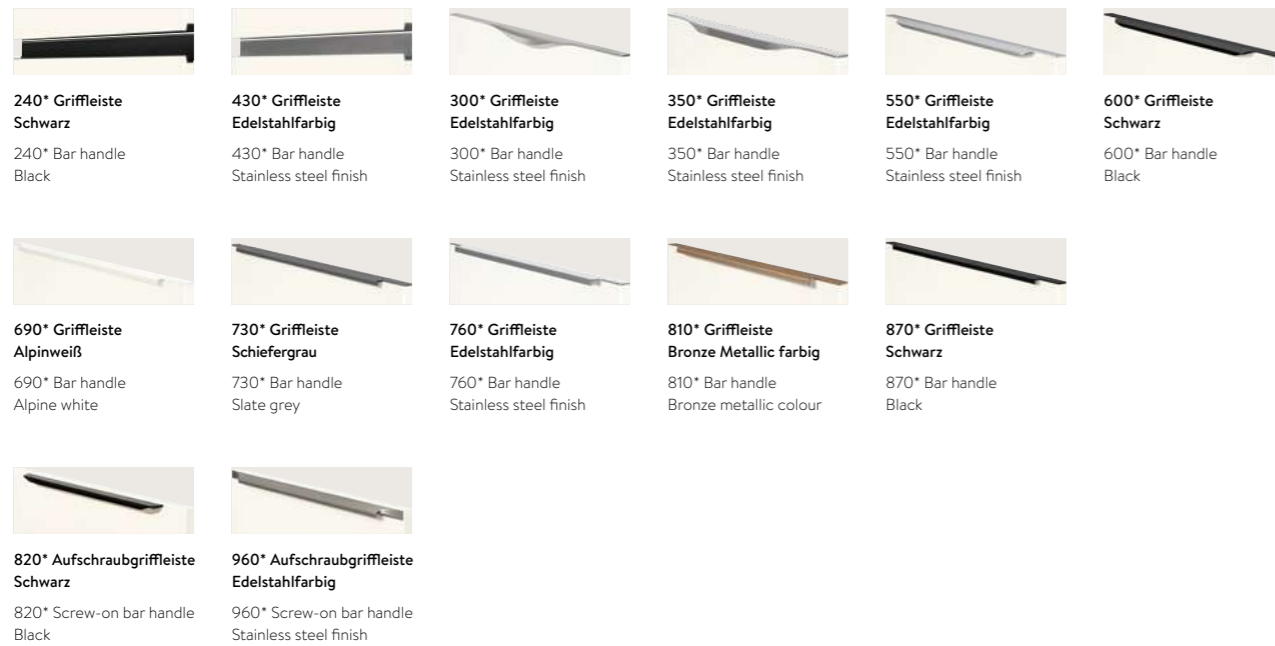 240* Griffleiste
Schwarz
240* Bar handle
Black
430* Griffleiste
Edelstahlfarbig
430* Bar handle
Stainless steel finish
300* Griffleiste
Edelstahlfarbig
300* Bar handle
Stainless steel finish
350* Griffleiste
Edelstahlfarbig
350* Bar handle
Stainless steel finish
550* Griffleiste
Edelstahlfarbig
550* Bar handle
Stainless steel finish
600* Griffleiste
Schwarz
600* Bar handle
Black
690* Griffleiste
Alpinweiß
690* Bar handle
Alpine white
730* Griffleiste
Schiefergrau
730* Bar handle
Slate grey
760* Griffleiste
Edelstahlfarbig
760* Bar handle
Stainless steel finish
810* Griffleiste
Bronze Metallic farbig
810* Bar handle
Bronze metallic colour
870* Griffleiste
Schwarz
870* Bar handle
Black
820* Aufschraubgriffleiste
Schwarz
820* Screw-on bar handle
Black
960* Aufschraubgriffleiste
Edelstahlfarbig
960* Screw-on bar handle
Stainless steel finish